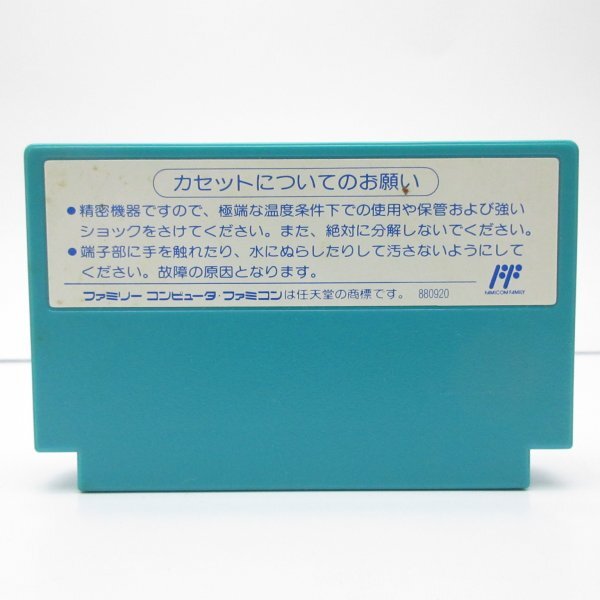 カセットについてのお願い
●精密機器ですので、極端な温度条件下での使用や保管および強い
ショックをさけてください。また、絶対に分解しないでください。
●端子部に手を触れたり、水にぬらしたりして汚さないようにして
ください。故障の原因となります。
FF
FAMICOM FAMILY
ファミリー コンピュータ・ファミコンは任天堂の商標です。 880920